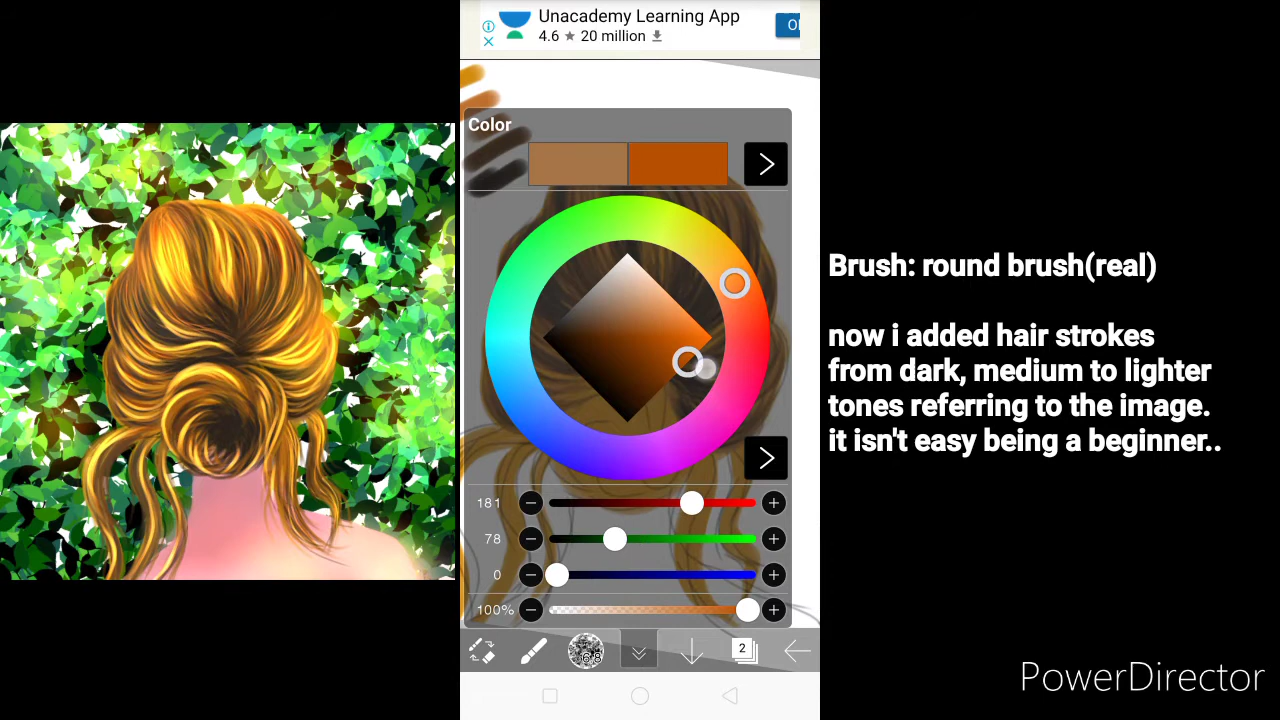 Unacademy Learning App
4.6 ★ 20 million
Color
181
78
0
100%
68
2
Brush: round brush(real)
now i added hair strokes
from dark, medium to lighter
tones referring to the image.
it isn't easy being a beginner..
PowerDirector